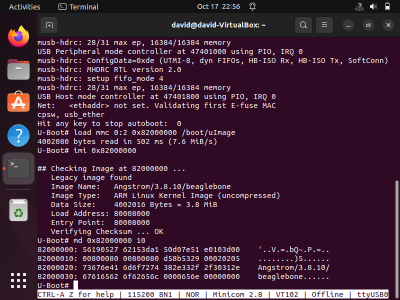 Activities
Terminal
Oct 17 22:56
david@david-VirtualBox: ~
musb-hdrc: 28/31 max ep, 16384/16384 memory
USB Peripheral mode controller at 47401000 using PIO, IRQ 0
musb-hdrc: ConfigData=0xde (UTMI-8, dyn FIFOs, HB-ISO Rx, HB-ISO Tx, SoftConn)
musb-hdrc: MHDRC RTL version 2.0
musb-hdrc: setup fifo_mode 4
musb-hdrc: 28/31 max ep, 16384/16384 memory
USB Host mode controller at 47401800 using PIO, IRQ 0
Net: <ethaddr> not set. Validating first E-fuse MAC
cpsw, usb_ether
Hit any key to stop autoboot: 0
U-Boot# load mmc 0:2 0x82000000 /boot/uImage
4002080 bytes read in 502 ms (7.6 MiB/s)
U-Boot# imi 0x82000000
## Checking Image at 82000000 ...
Legacy image found
Image Name: Angstrom/3.8.10/beaglebone
Image Type: ARM Linux Kernel Image (uncompressed)
Data Size: 4002016 Bytes = 3.8 MiB
Load Address: 80008000
Entry Point: 80008000
Verifying Checksum ... OK
U-Boot# md 0x82000000 10
82000000: 56190527 62153da1 50d07e51 e0103d00 '..V.=.bQ~.P.=..
82000010: 00800080 00800080 d58b5329 00020205 ........)S......
82000020: 73676e41 6d6f7274 382e332f 2f30312e Angstrom/3.8.10/
82000030: 67616562 6f62656c 0000656e 00000000 beaglebone......
U-Boot#
CTRL-A Z for help | 115200 8N1 | NOR | Minicom 2.8 | VT102 | Offline | ttyUSB0